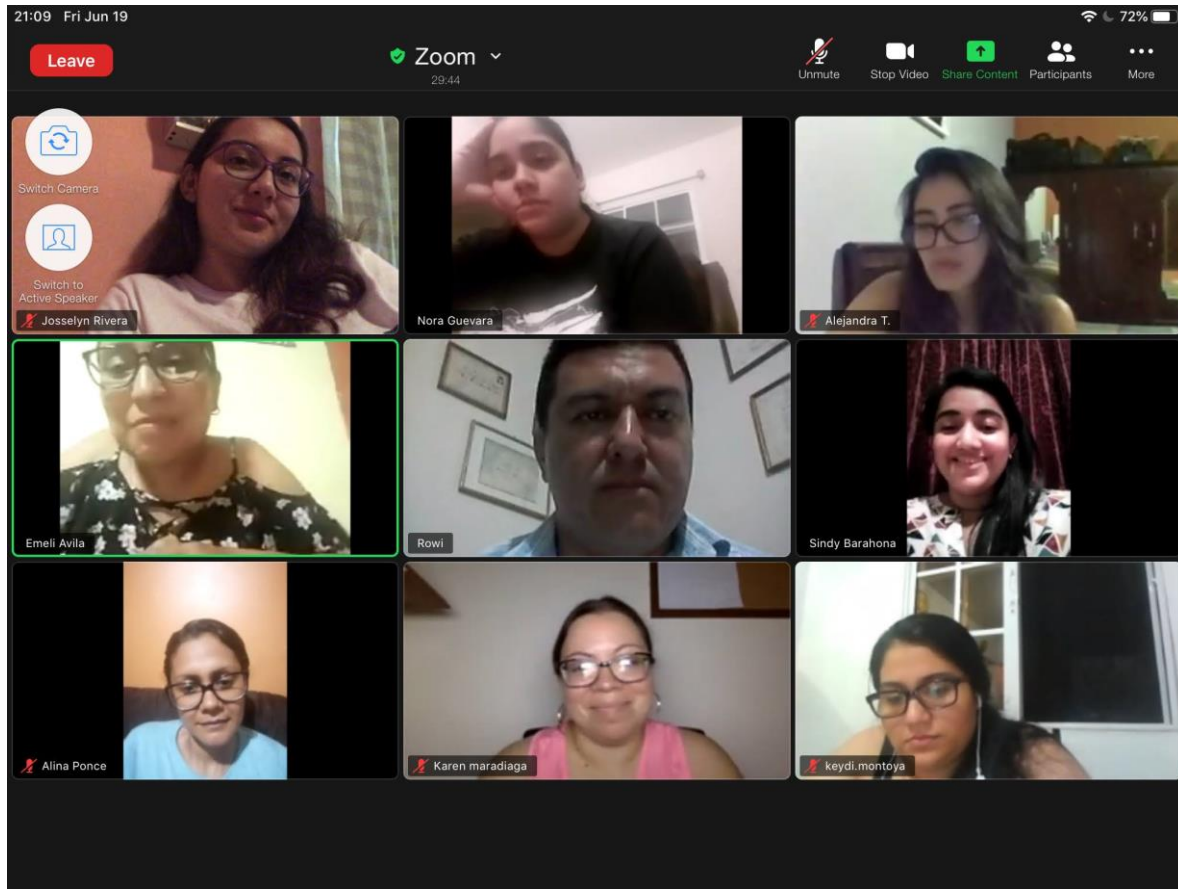 21:09 Fri Jun 19
72%
Leave
Zoom
29:44
Unmute
Stop Video
Share Content
Participants
More
Switch Camera
Switch to
Active Speaker
Josselyn Rivera
Nora Guevara
Alejandra T.
Emeli Avila
Rowi
Sindy Barahona
Alina Ponce
Karen maradiaga
keydi.montoya